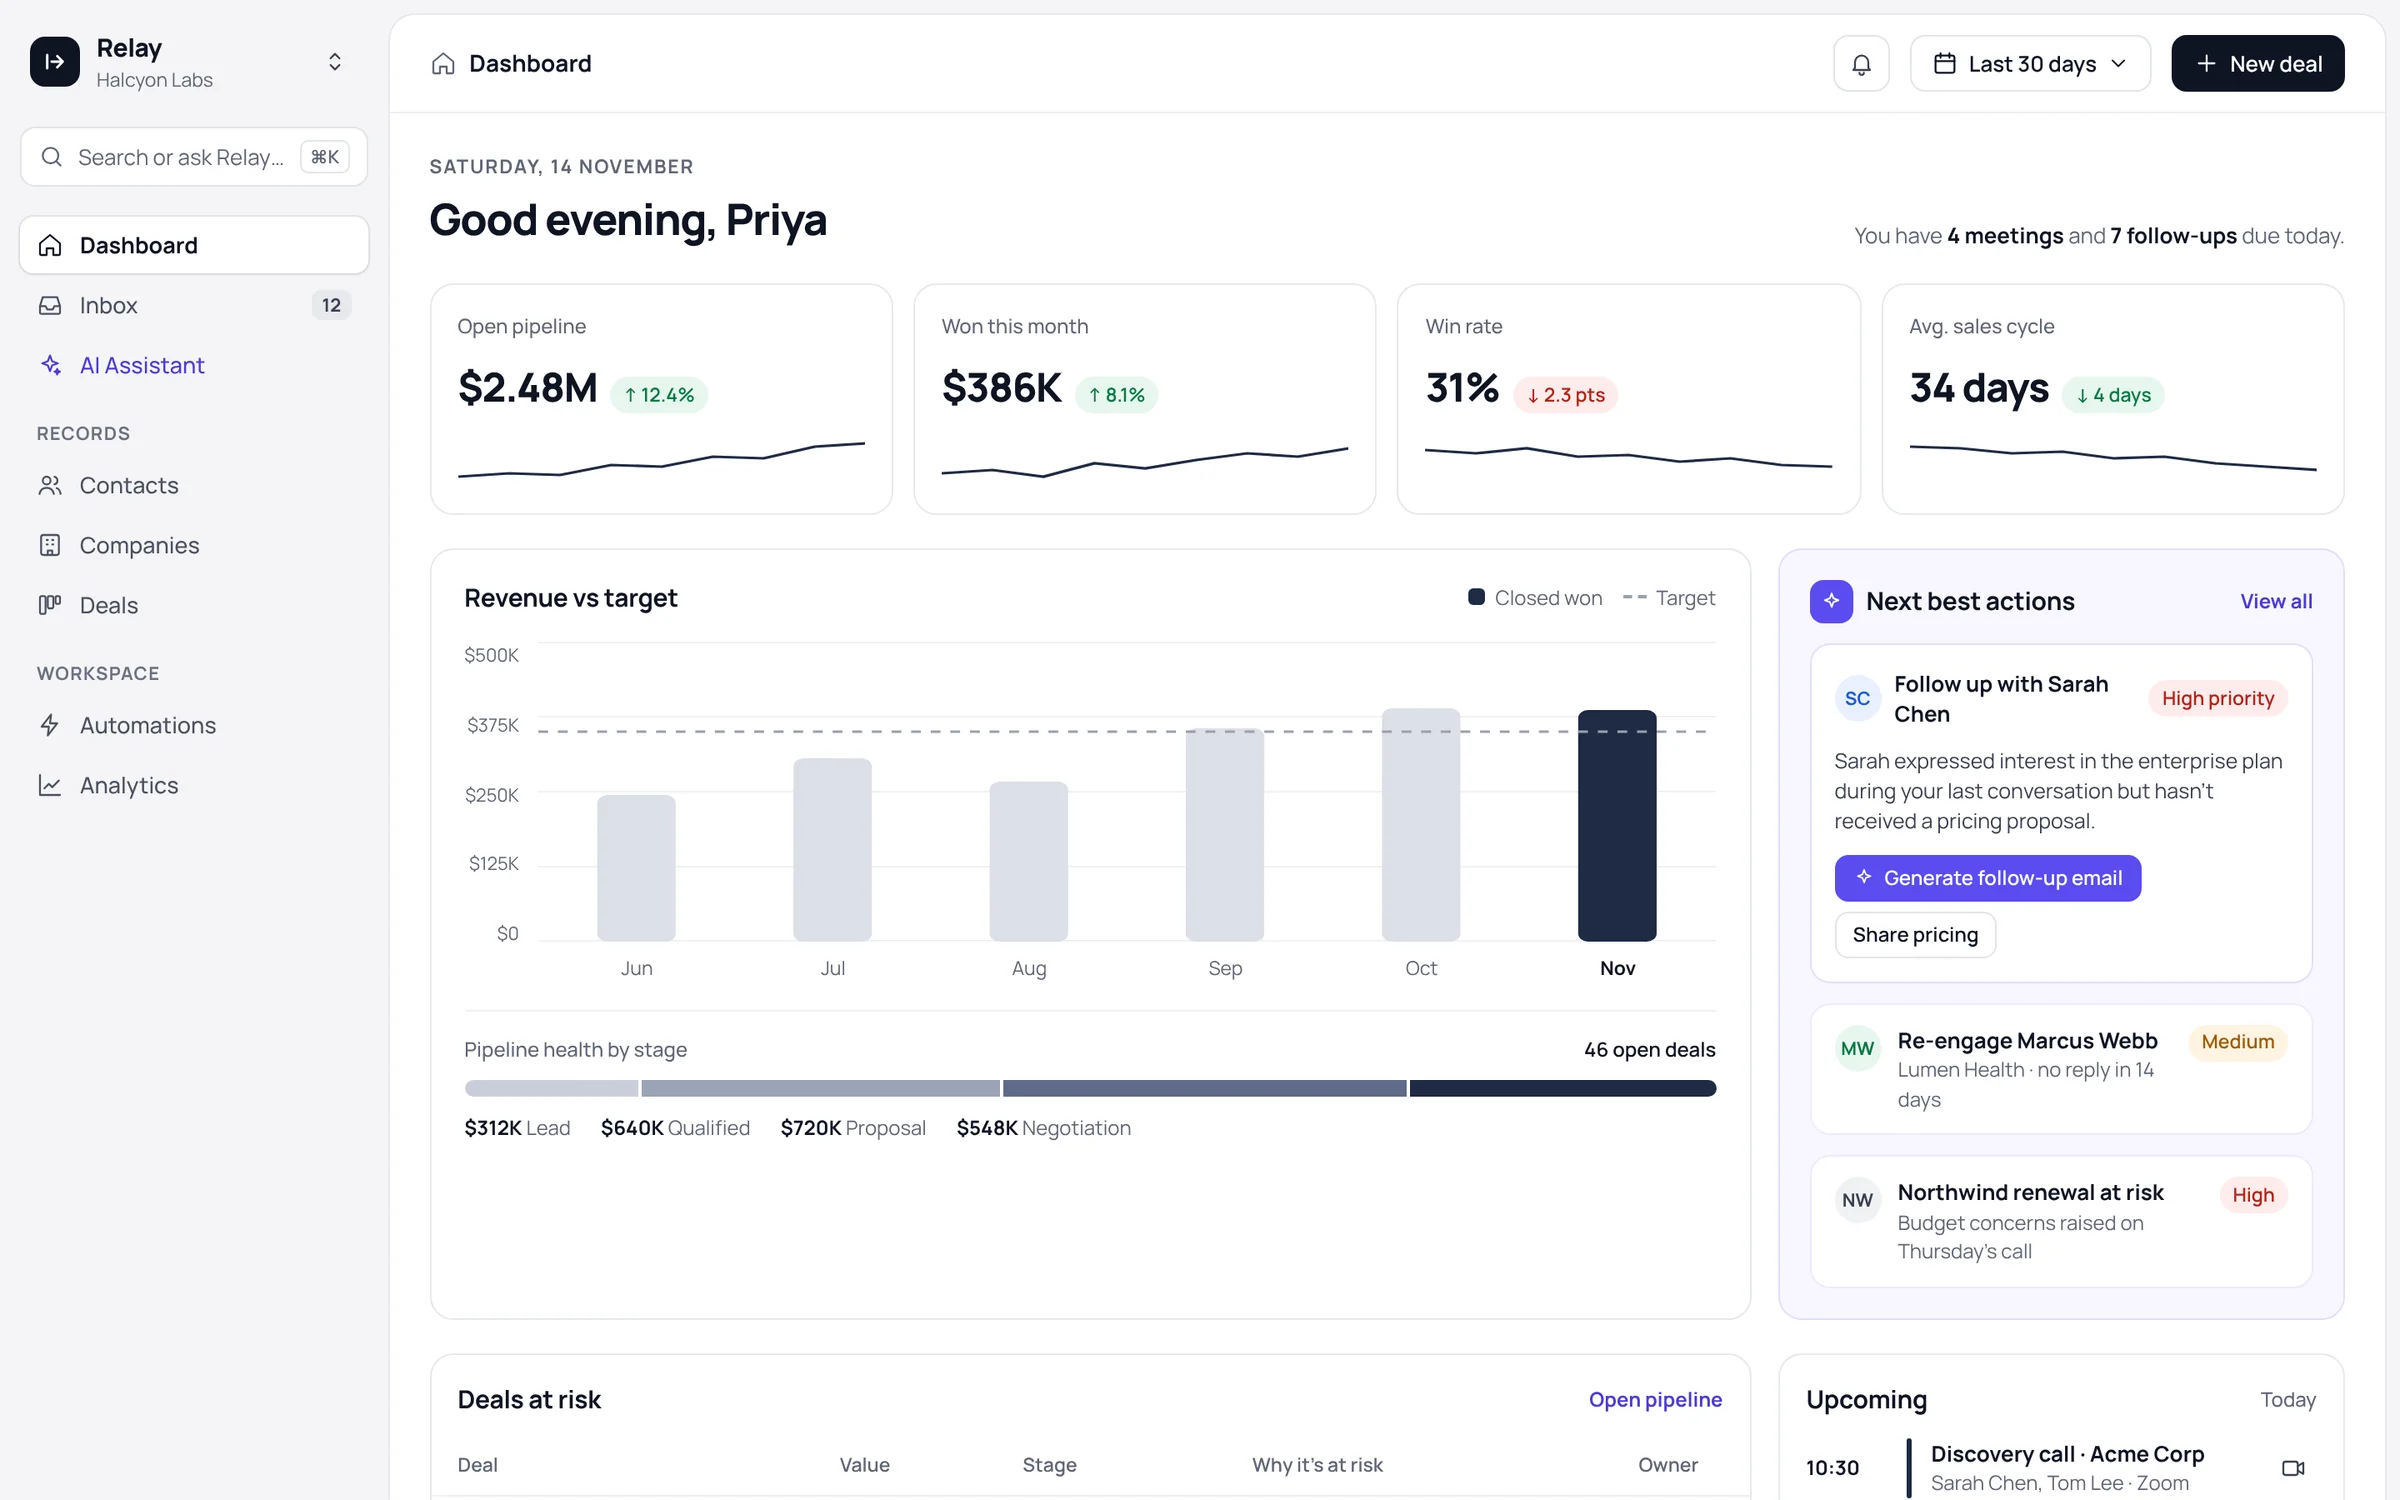 Relay
Halcyon Labs
Search or ask Relay...
⌘K
Dashboard
Inbox
12
AI Assistant
RECORDS
Contacts
Companies
Deals
WORKSPACE
Automations
Analytics
Dashboard
Last 30 days
New deal
SATURDAY, 14 NOVEMBER
Good evening, Priya
You have 4 meetings and 7 follow-ups due today.
Open pipeline
$2.48M
↑ 12.4%
Won this month
$386K
↑ 8.1%
Win rate
31%
↓ 2.3 pts
Avg. sales cycle
34 days
↓ 4 days
Revenue vs target
Closed won
Target
$500K
$375K
$250K
$125K
$0
Jun
Jul
Aug
Sep
Oct
Nov
Pipeline health by stage
46 open deals
$312K Lead
$640K Qualified
$720K Proposal
$548K Negotiation
Next best actions
View all
SC
Follow up with Sarah
Chen
High priority
Sarah expressed interest in the enterprise plan
during your last conversation but hasn't
received a pricing proposal.
Generate follow-up email
Share pricing
MW
Re-engage Marcus Webb
Medium
Lumen Health · no reply in 14
days
NW
Northwind renewal at risk
High
Budget concerns raised on
Thursday's call
Deals at risk
Open pipeline
Deal
Value
Stage
Why it's at risk
Owner
Upcoming
Today
10:30
Discovery call · Acme Corp
Sarah Chen, Tom Lee · Zoom